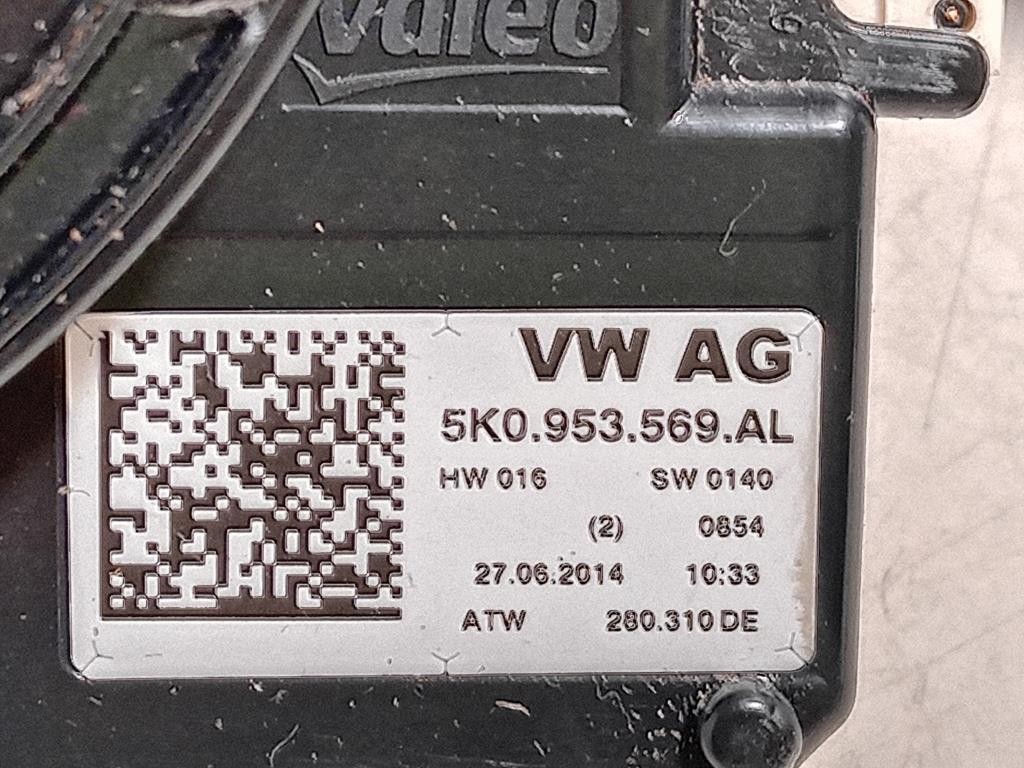 Valeo
VW AG
5K0.953.569.AL
HW 016 SW 0140
(2) 0854
27.06.2014 10:33
ATW 280.310 DE